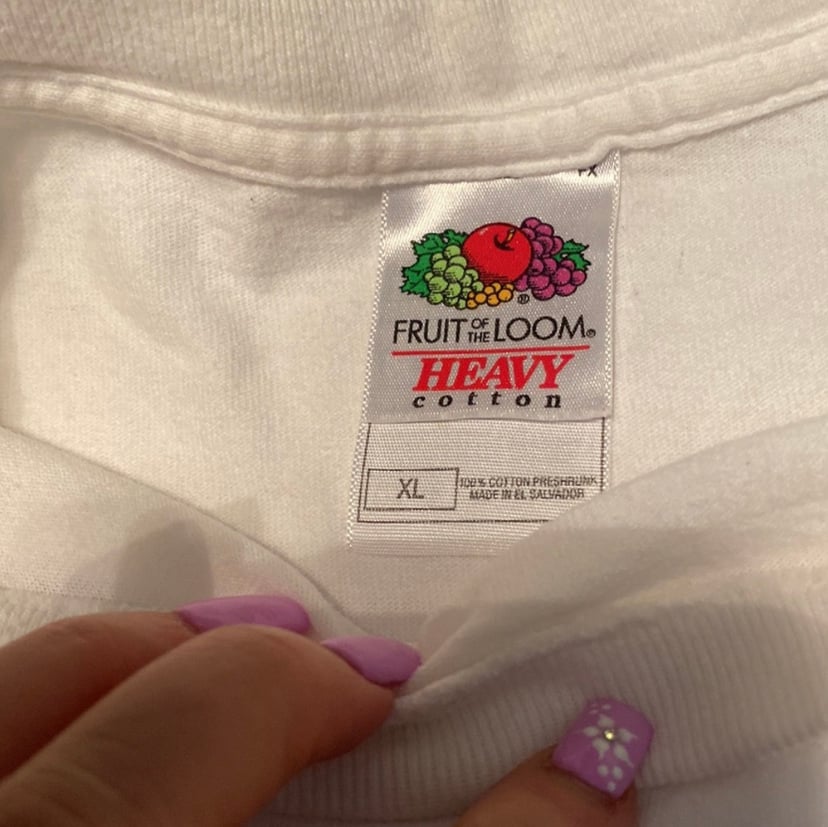 FRUIT OF THE LOOM®
HEAVY
cotton
XL
100% COTTON PRESHRUNK
MADE IN EL SALVADOR